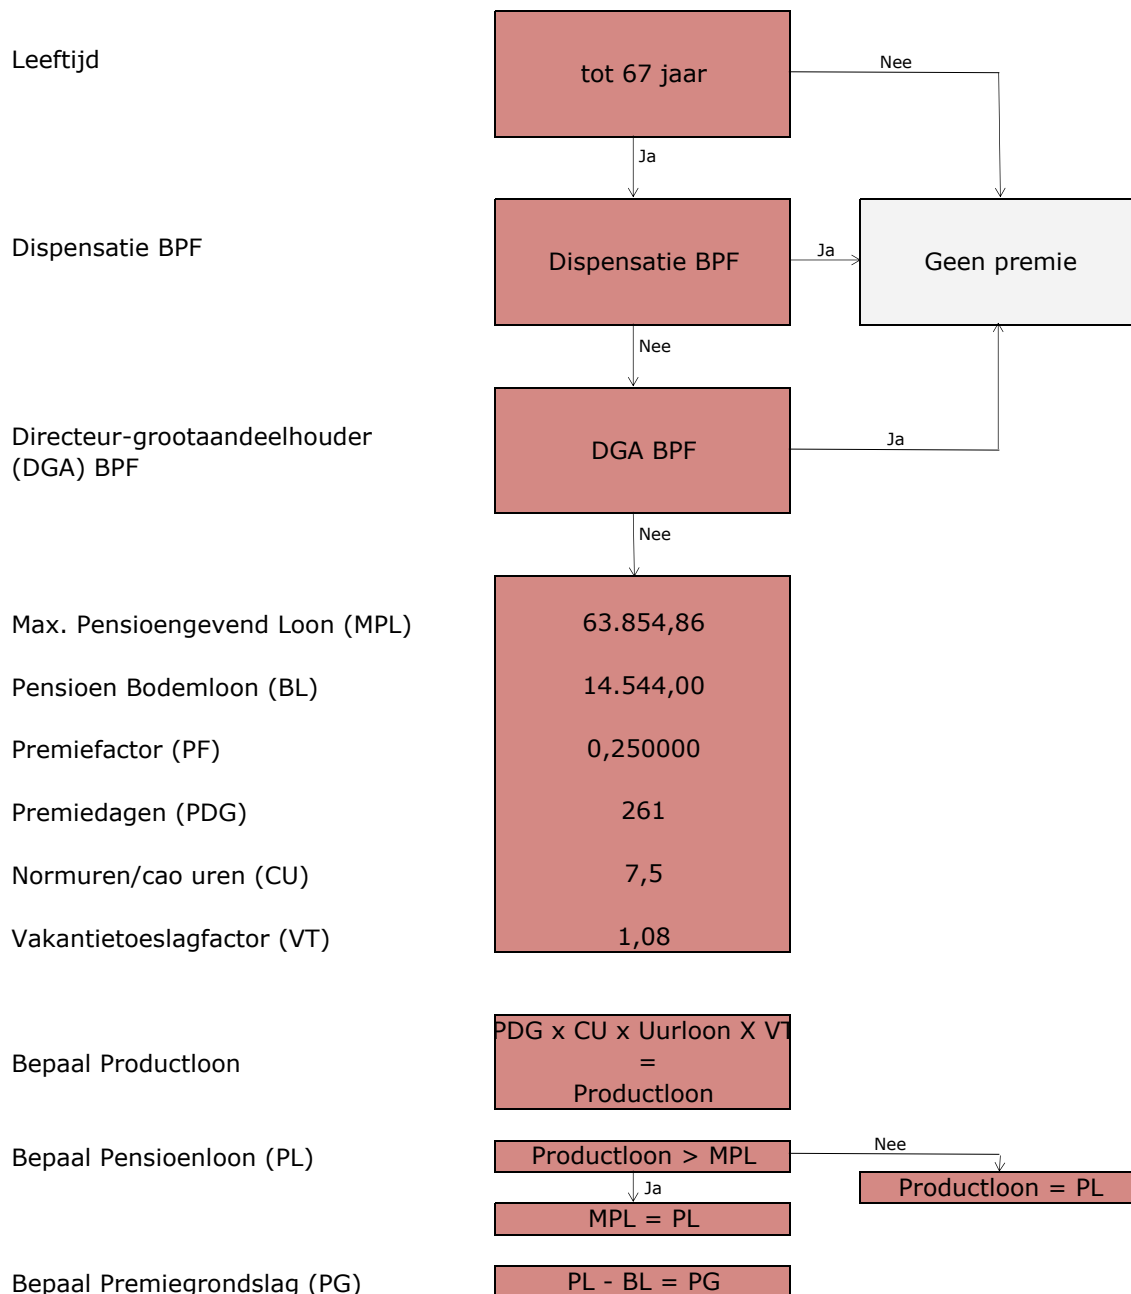 Leeftijd
tot 67 jaar
Nee
Ja
Dispensatie BPF
Dispensatie BPF
Ja
Geen premie
Nee
Directeur-grootaandeelhouder
(DGA) BPF
DGA BPF
Ja
Nee
Max. Pensioengevend Loon (MPL)
63.854,86
Pensioen Bodemloon (BL)
14.544,00
Premiefactor (PF)
0,250000
Premiedagen (PDG)
261
Normuren/cao uren (CU)
7,5
Vakantietoeslagfactor (VT)
1,08
Bepaal Productloon
PDG x CU x Uurloon X VT
=
Productloon
Bepaal Pensioenloon (PL)
Productloon > MPL
Nee
Productloon = PL
Ja
MPL = PL
Bepaal Premiegrondslag (PG)
PL - BL = PG